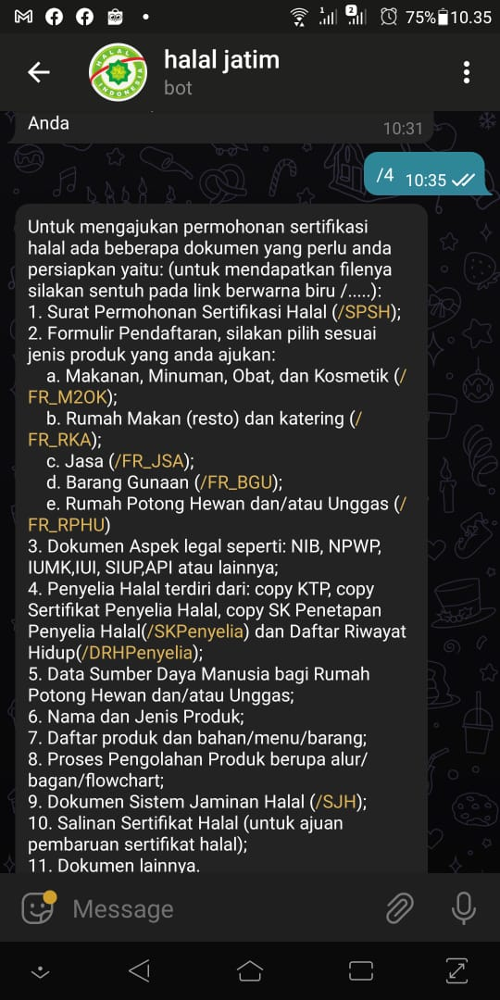 1
2
75%
10.35
HALAL
INDONESIA
halal jatim
bot
Anda
10:31
/4 10:35
Untuk mengajukan permohonan sertifikasi
halal ada beberapa dokumen yang perlu anda
persiapkan yaitu: (untuk mendapatkan filenya
silakan sentuh pada link berwarna biru /.....):
1. Surat Permohonan Sertifikasi Halal (/SPSH);
2. Formulir Pendaftaran, silakan pilih sesuai
jenis produk yang anda ajukan:
a. Makanan, Minuman, Obat, dan Kosmetik (/
FR_M2OK);
b. Rumah Makan (resto) dan katering (/
FR_RKA);
c. Jasa (/FR_JSA);
d. Barang Gunaan (/FR_BGU);
e. Rumah Potong Hewan dan/atau Unggas (/
FR_RPHU)
3. Dokumen Aspek legal seperti: NIB, NPWP,
IUMK,IUI, SIUP,API atau lainnya;
4. Penyelia Halal terdiri dari: copy KTP, copy
Sertifikat Penyelia Halal, copy SK Penetapan
Penyelia Halal(/SKPenyelia) dan Daftar Riwayat
Hidup(/DRHPenyelia);
5. Data Sumber Daya Manusia bagi Rumah
Potong Hewan dan/atau Unggas;
6. Nama dan Jenis Produk;
7. Daftar produk dan bahan/menu/barang;
8. Proses Pengolahan Produk berupa alur/
bagan/flowchart;
9. Dokumen Sistem Jaminan Halal (/SJH);
10. Salinan Sertifikat Halal (untuk ajuan
pembaruan sertifikat halal);
11. Dokumen lainnya.
Message